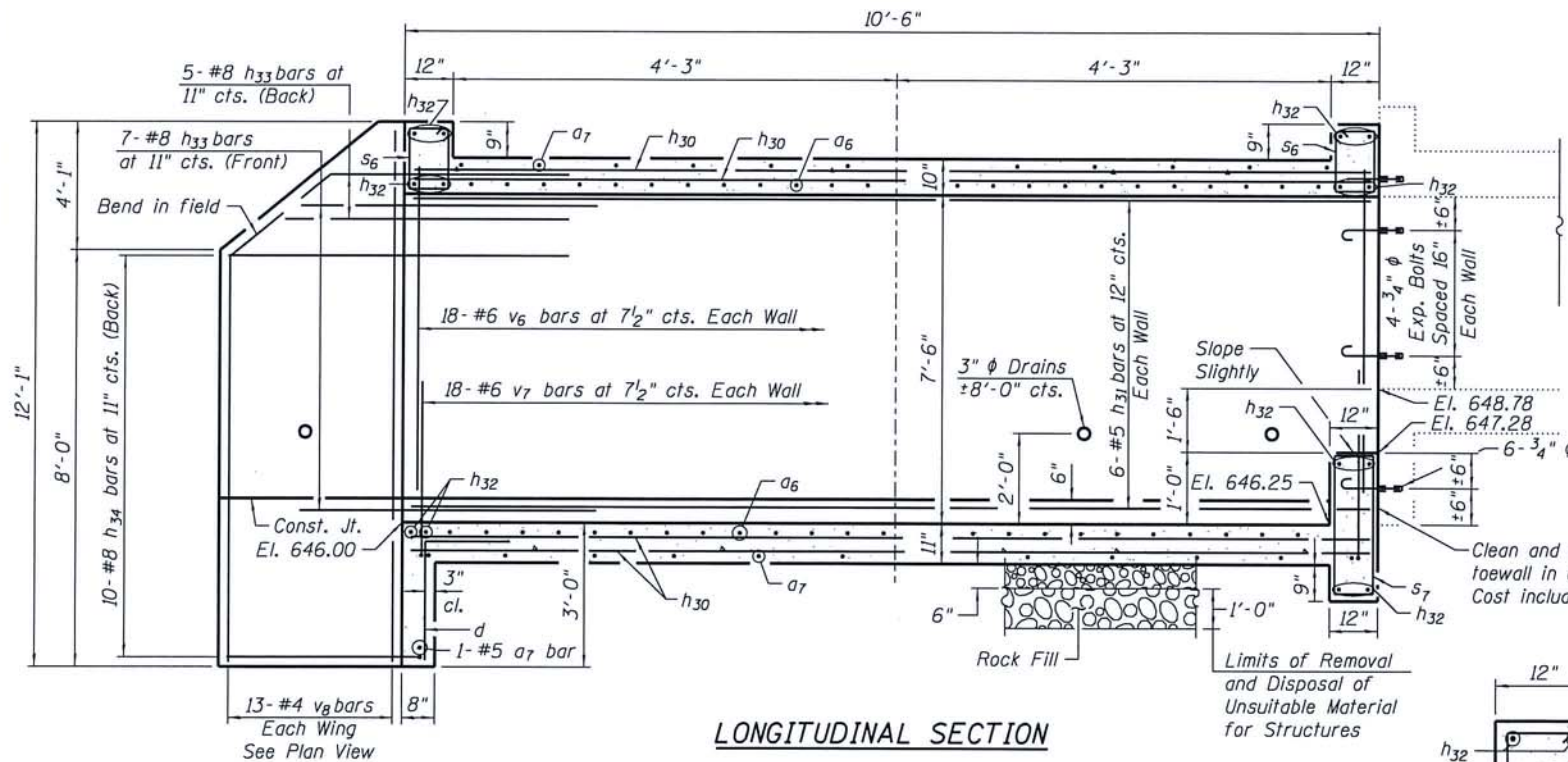 10'-6"
12"
4'-3"
4'-3"
12"
5- #8 h33 bars at
11" cts. (Back)
7- #8 h33 bars
at 11" cts. (Front)
h32
s6
h32
9"
a7
h30
h30
a6
10"
h32
9"
s6
h32
4'-1"
Bend in field
12'-1"
8'-0"
10- #8 h34 bars at 11" cts. (Back)
18- #6 v6 bars at 7 1/2" cts. Each Wall
18- #6 v7 bars at 7 1/2" cts. Each Wall
7'-6"
3" φ Drains
±8'-0" cts.
6- #5 h31 bars at 12" cts.
Each Wall
±6"
4- 3/4" φ
Exp. Bolts
Spaced 16"
Each Wall
±6"
Slope
Slightly
h32
12"
1'-6"
1'-0"
El. 648.78
El. 647.28
6- 3/4" φ
±6"
±6"
El. 646.25
2'-0"
6"
Const. Jt.
El. 646.00
h32
a6
11"
a7
h30
3"
cl.
3'-0"
d
1- #5 a7 bar
6"
1'-0"
Rock Fill
9"
12"
Clean and
toewall in
Cost inclu
s7
h32
Limits of Removal
and Disposal of
Unsuitable Material
for Structures
13- #4 v8 bars
Each Wing
See Plan View
8"
LONGITUDINAL SECTION
12"
h32